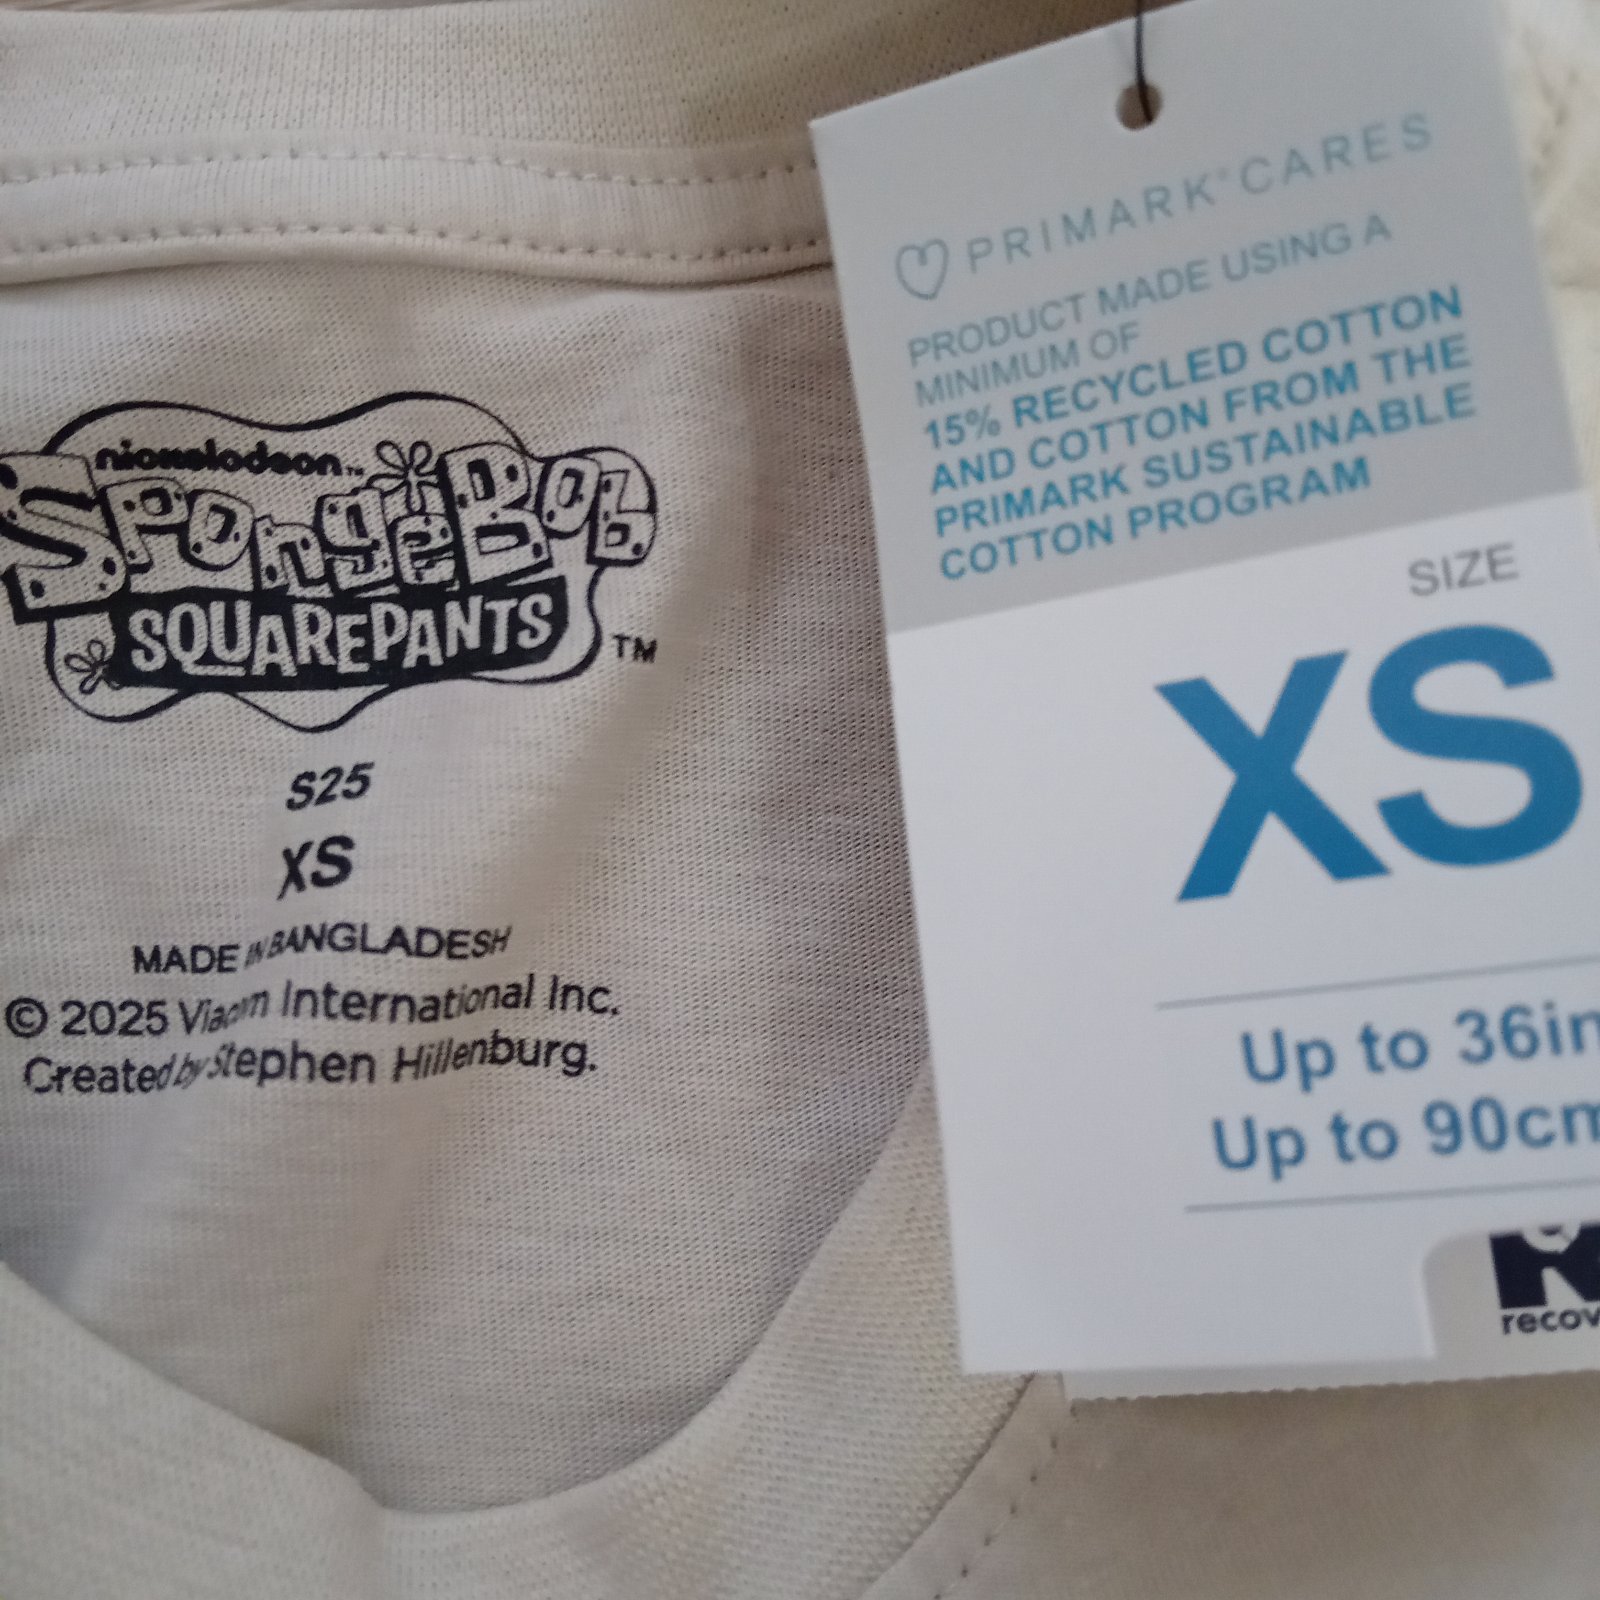 nickelodeon™
SPongeBob
SQUAREPANTS
TM
S25
XS
MADE IN BANGLADESH
© 2025 Viacom International Inc.
Created by Stephen Hillenburg.
PRIMARK® CARES
PRODUCT MADE USING A
MINIMUM OF
15% RECYCLED COTTON
AND COTTON FROM THE
PRIMARK SUSTAINABLE
COTTON PROGRAM
SIZE
XS
Up to 36in
Up to 90cm
recov